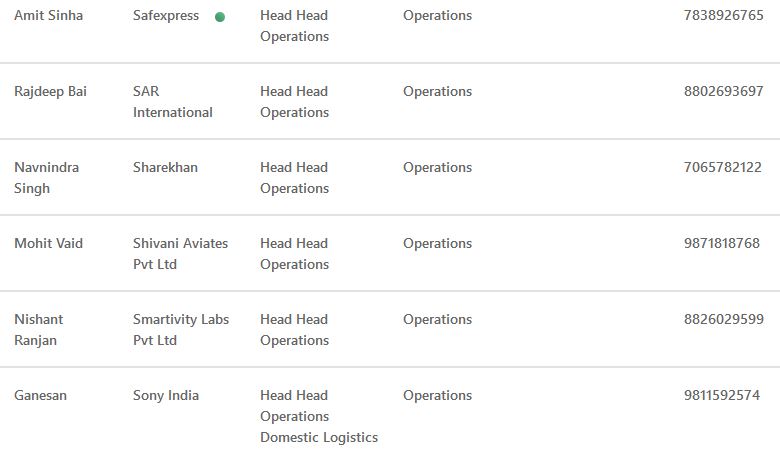 Amit Sinha Safexpress Head Head Operations 7838926765
Operations
Rajdeep Bai SAR Head Head Operations 8802693697
International Operations
Navnindra Sharekhan Head Head Operations 7065782122
Singh Operations
Mohit Vaid Shivani Aviates Head Head Operations 9871818768
Pvt Ltd Operations
Nishant Smartivity Labs Head Head Operations 8826029599
Ranjan Pvt Ltd Operations
Ganesan Sony India Head Head Operations 9811592574
Operations
Domestic Logistics